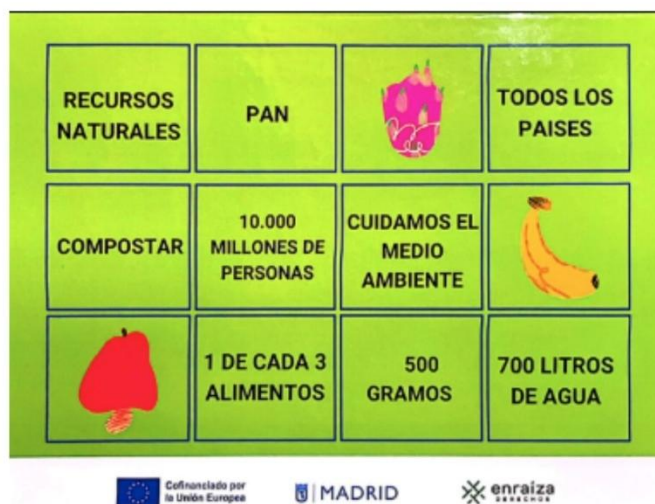 RECURSOS
NATURALES
PAN
TODOS LOS
PAISES
COMPOSTAR
10.000
MILLONES DE
PERSONAS
CUIDAMOS EL
MEDIO
AMBIENTE
1 DE CADA 3
ALIMENTOS
500
GRAMOS
700 LITROS
DE AGUA
Cofinanciado por
la Unión Europea
MADRID
enraiza
DERECHOS